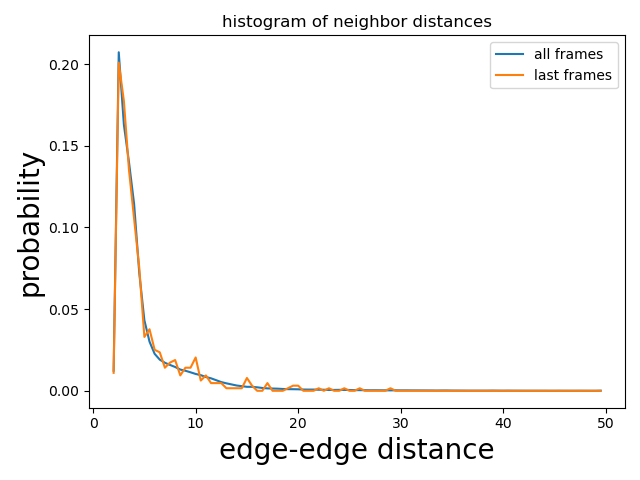 histogram of neighbor distances
all frames
last frames
0.20
0.15
0.10
0.05
0.00
probability
0 10 20 30 40 50
edge-edge distance